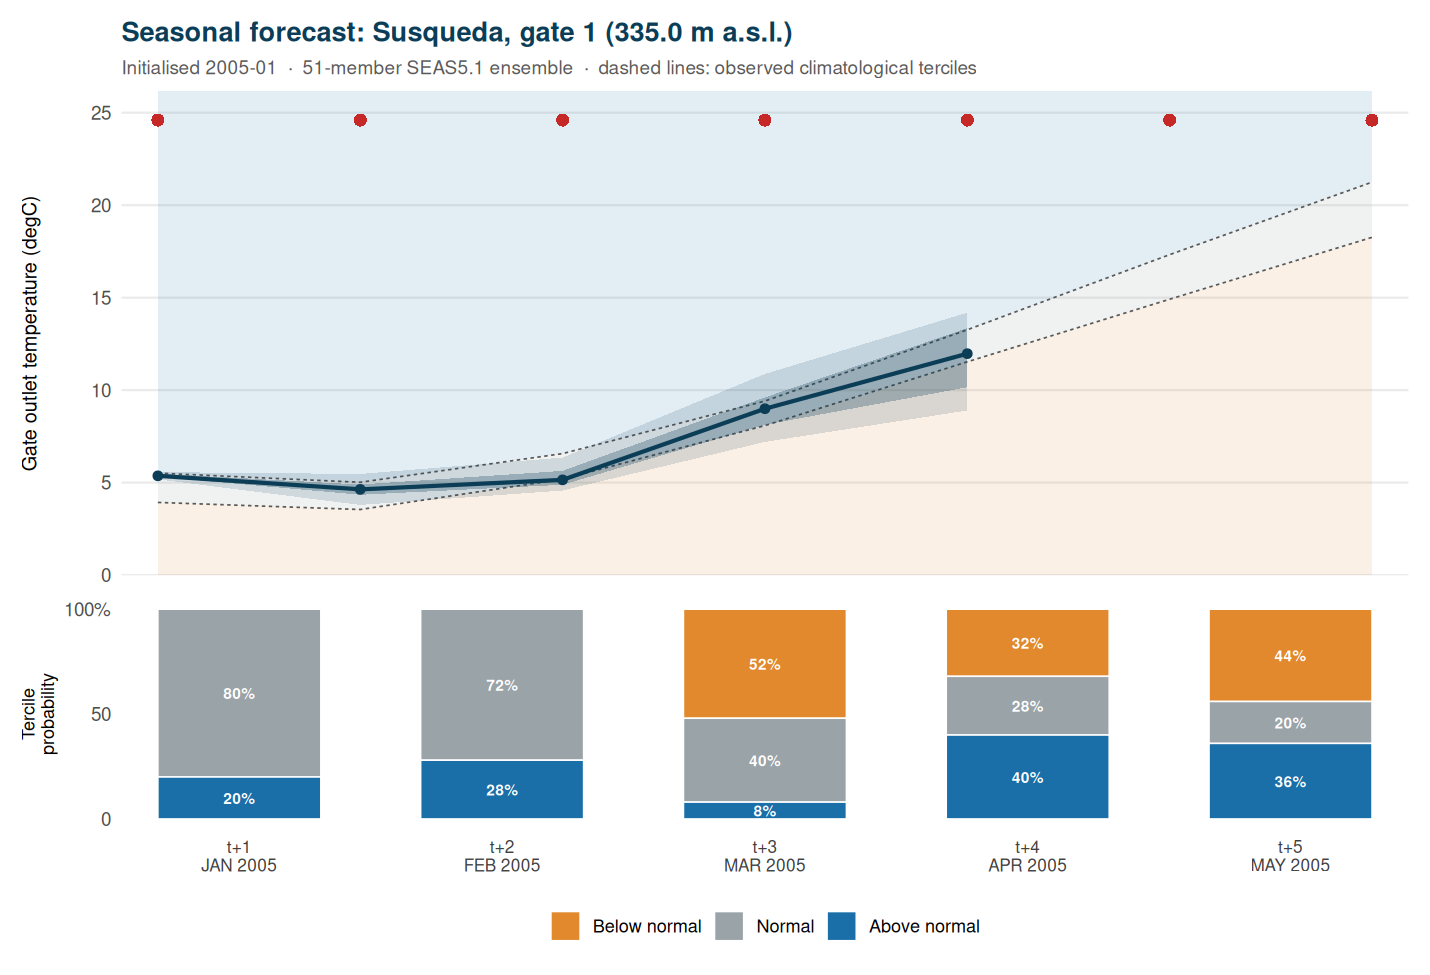 Seasonal forecast: Susqueda, gate 1 (335.0 m a.s.l.)
Initialised 2005-01 · 51-member SEAS5.1 ensemble · dashed lines: observed climatological terciles
Gate outlet temperature (degC)
25
20
15
10
5
0
Tercile
probability
100%
50
0
80%
20%
72%
28%
52%
40%
8%
32%
28%
40%
44%
20%
36%
t+1
JAN 2005
t+2
FEB 2005
t+3
MAR 2005
t+4
APR 2005
t+5
MAY 2005
Below normal
Normal
Above normal